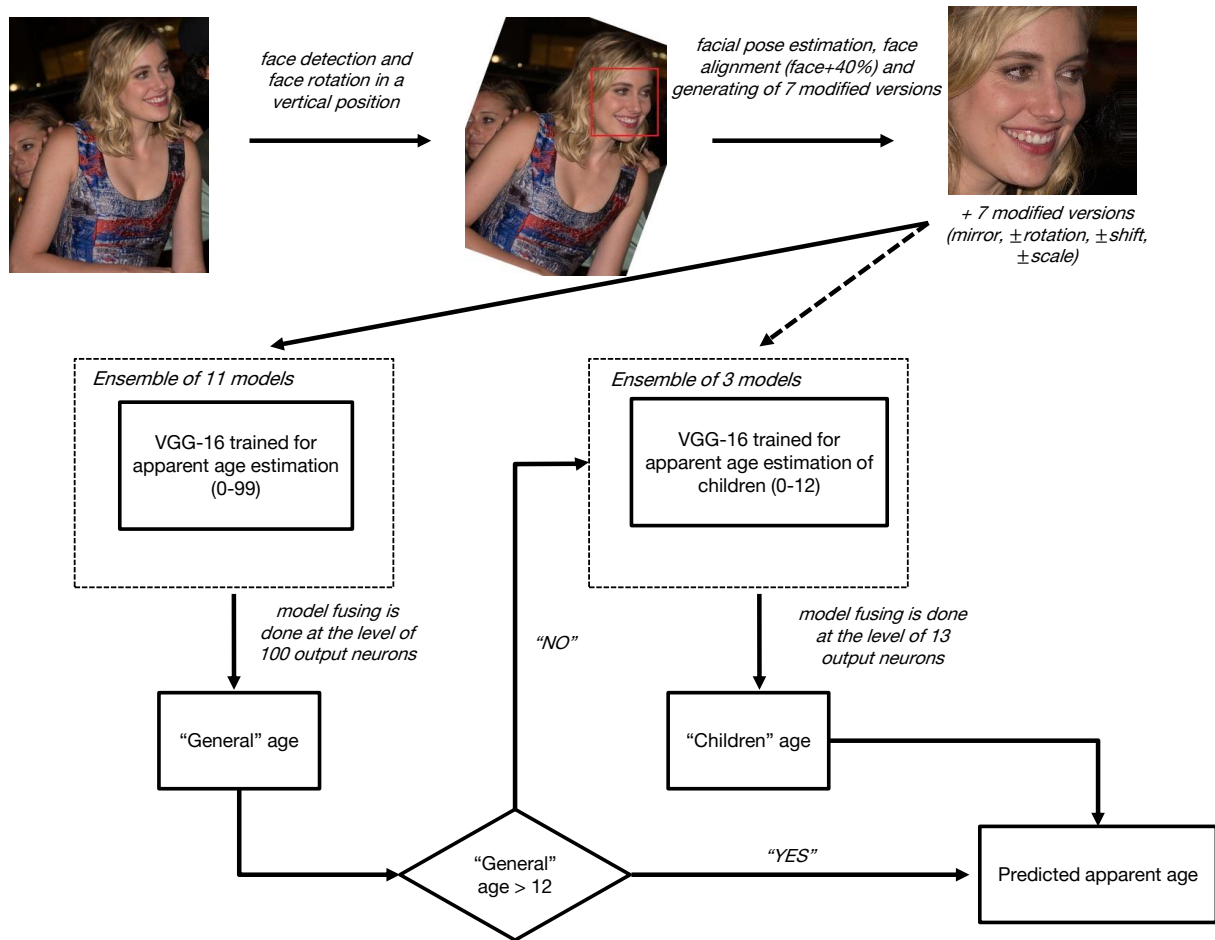 face detection and
face rotation in a
vertical position
facial pose estimation, face
alignment (face+40%) and
generating of 7 modified versions
+ 7 modified versions
(mirror, ±rotation, ±shift,
±scale)
Ensemble of 11 models
VGG-16 trained for
apparent age estimation
(0-99)
Ensemble of 3 models
VGG-16 trained for
apparent age estimation of
children (0-12)
model fusing is
done at the level of
100 output neurons
“NO”
model fusing is done
at the level of 13
output neurons
“General” age
“Children” age
“General”
age > 12
“YES”
Predicted apparent age